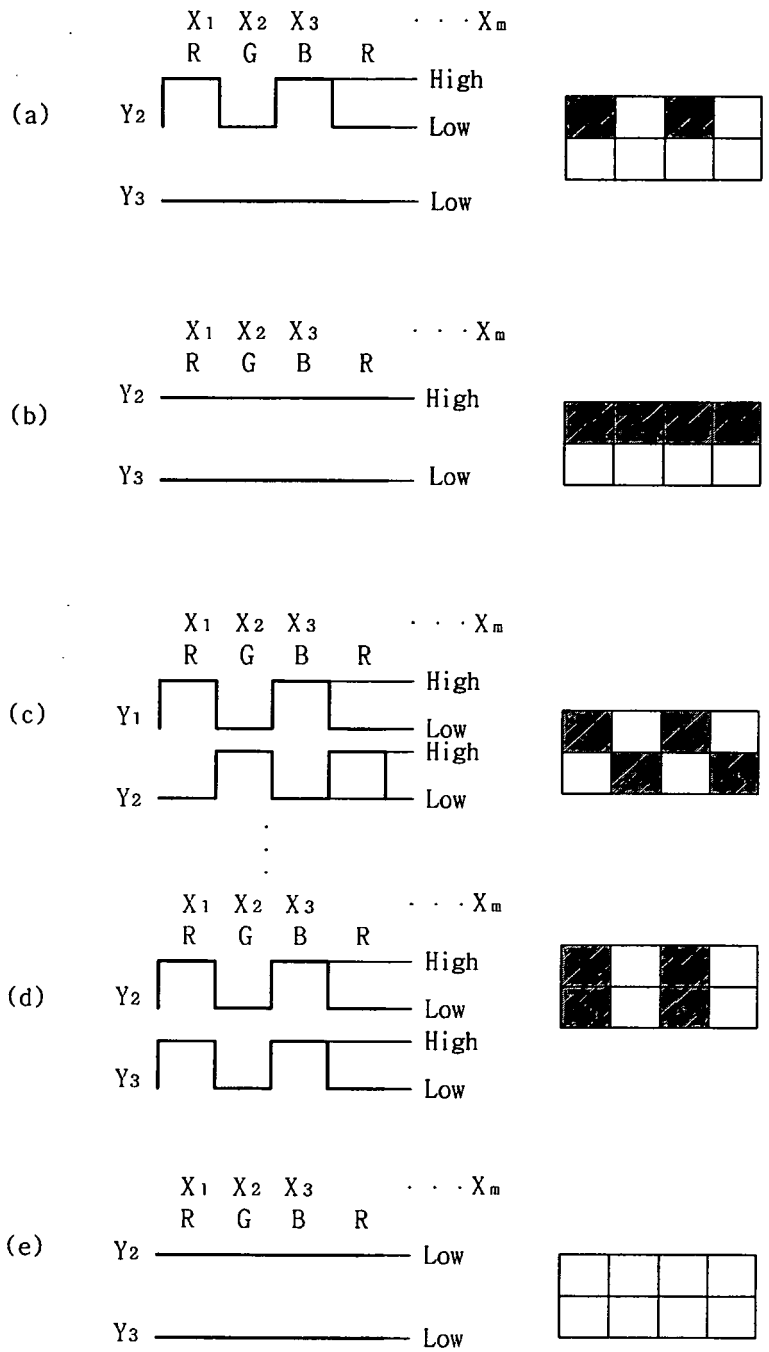 X1 X2 X3 · · · Xm
R G B R
High
(a) Y2
Low
Y3 Low
X1 X2 X3 · · · Xm
R G B R
Y2 High
(b)
Y3 Low
X1 X2 X3 · · · Xm
R G B R
High
(c) Y1
Low
High
Y2 Low
X1 X2 X3 · · · Xm
R G B R
High
(d) Y2
Low
High
Y3
Low
X1 X2 X3 · · · Xm
R G B R
(e) Y2 Low
Y3 Low